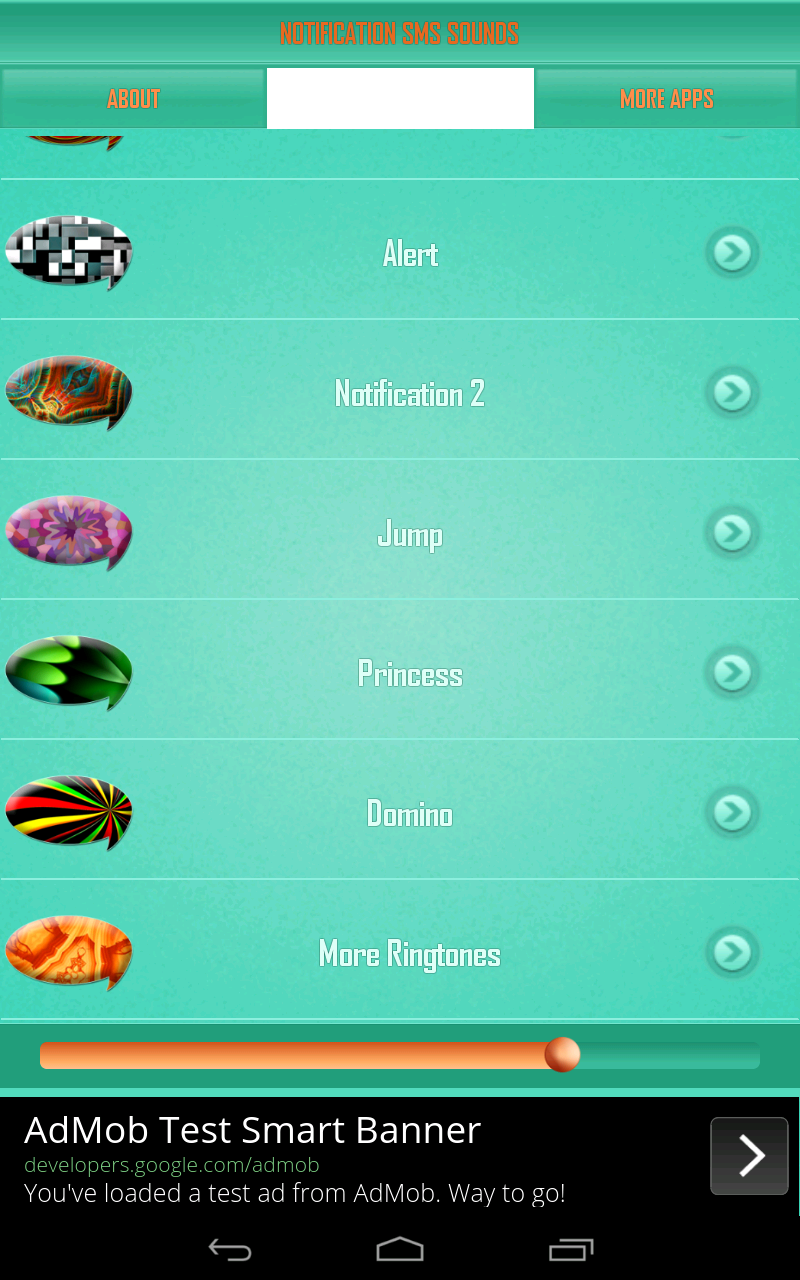 NOTIFICATION SMS SOUNDS
ABOUT
MORE APPS
Alert
Notification 2
Jump
Princess
Domino
More Ringtones
AdMob Test Smart Banner
developers.google.com/admob
You've loaded a test ad from AdMob. Way to go!